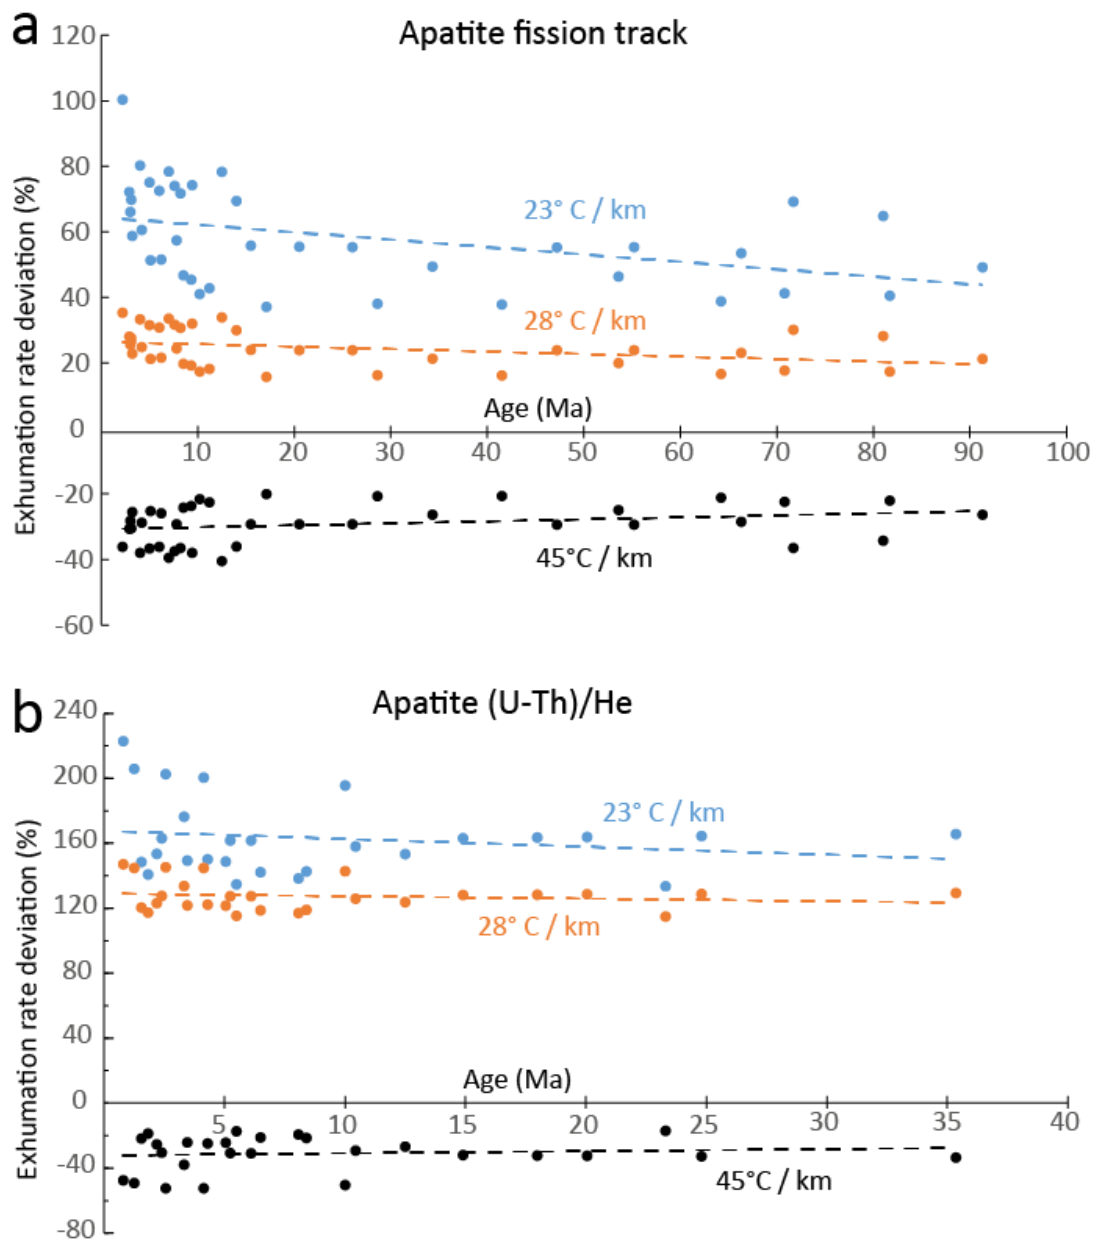 a
Apatite fission track
120
100
80
60
40
20
0
-20
-40
-60
Exhumation rate deviation (%)
23° C / km
28° C / km
Age (Ma)
10 20 30 40 50 60 70 80 90 100
45°C / km
b
Apatite (U-Th)/He
240
200
160
120
80
40
0
-40
-80
Exhumation rate deviation (%)
23° C / km
28° C / km
Age (Ma)
5 10 15 20 25 30 35 40
45°C / km